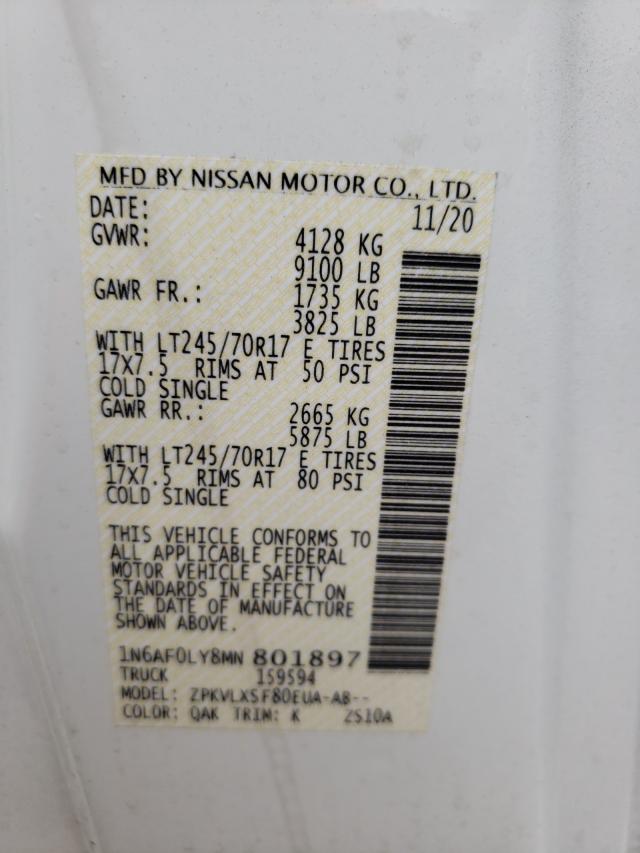 MFD BY NISSAN MOTOR CO., LTD.
DATE: 11/20
GVWR: 4128 KG
9100 LB
GAWR FR.: 1735 KG
3825 LB
WITH LT245/70R17 E TIRES
17X7.5 RIMS AT 50 PSI
COLD SINGLE
GAWR RR.: 2665 KG
5875 LB
WITH LT245/70R17 E TIRES
17X7.5 RIMS AT 80 PSI
COLD SINGLE
THIS VEHICLE CONFORMS TO
ALL APPLICABLE FEDERAL
MOTOR VEHICLE SAFETY
STANDARDS IN EFFECT ON
THE DATE OF MANUFACTURE
SHOWN ABOVE.
1N6AF0LY8MN 801897
TRUCK 159594
MODEL: ZPKVLXSF80EUA-AB--
COLOR: QAK TRIM: K 2S10A